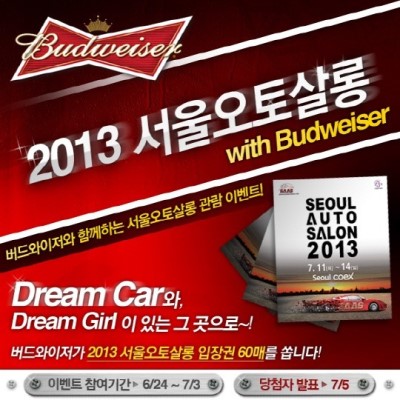 Budweiser
2013 서울오토살롱
with Budweiser
버드와이저와 함께하는 서울오토살롱 관람 이벤트!
SEOUL
AUTO
SALON
2013
7. 11(목) ~ 14(일)
Seoul coex
Dream Car와,
Dream Girl 이 있는 그 곳으로~!
버드와이저가 2013 서울오토살롱 입장권 60매를 쏩니다!
이벤트 참여기간 ▶ 6/24 ~ 7/3
당첨자 발표 ▶ 7/5